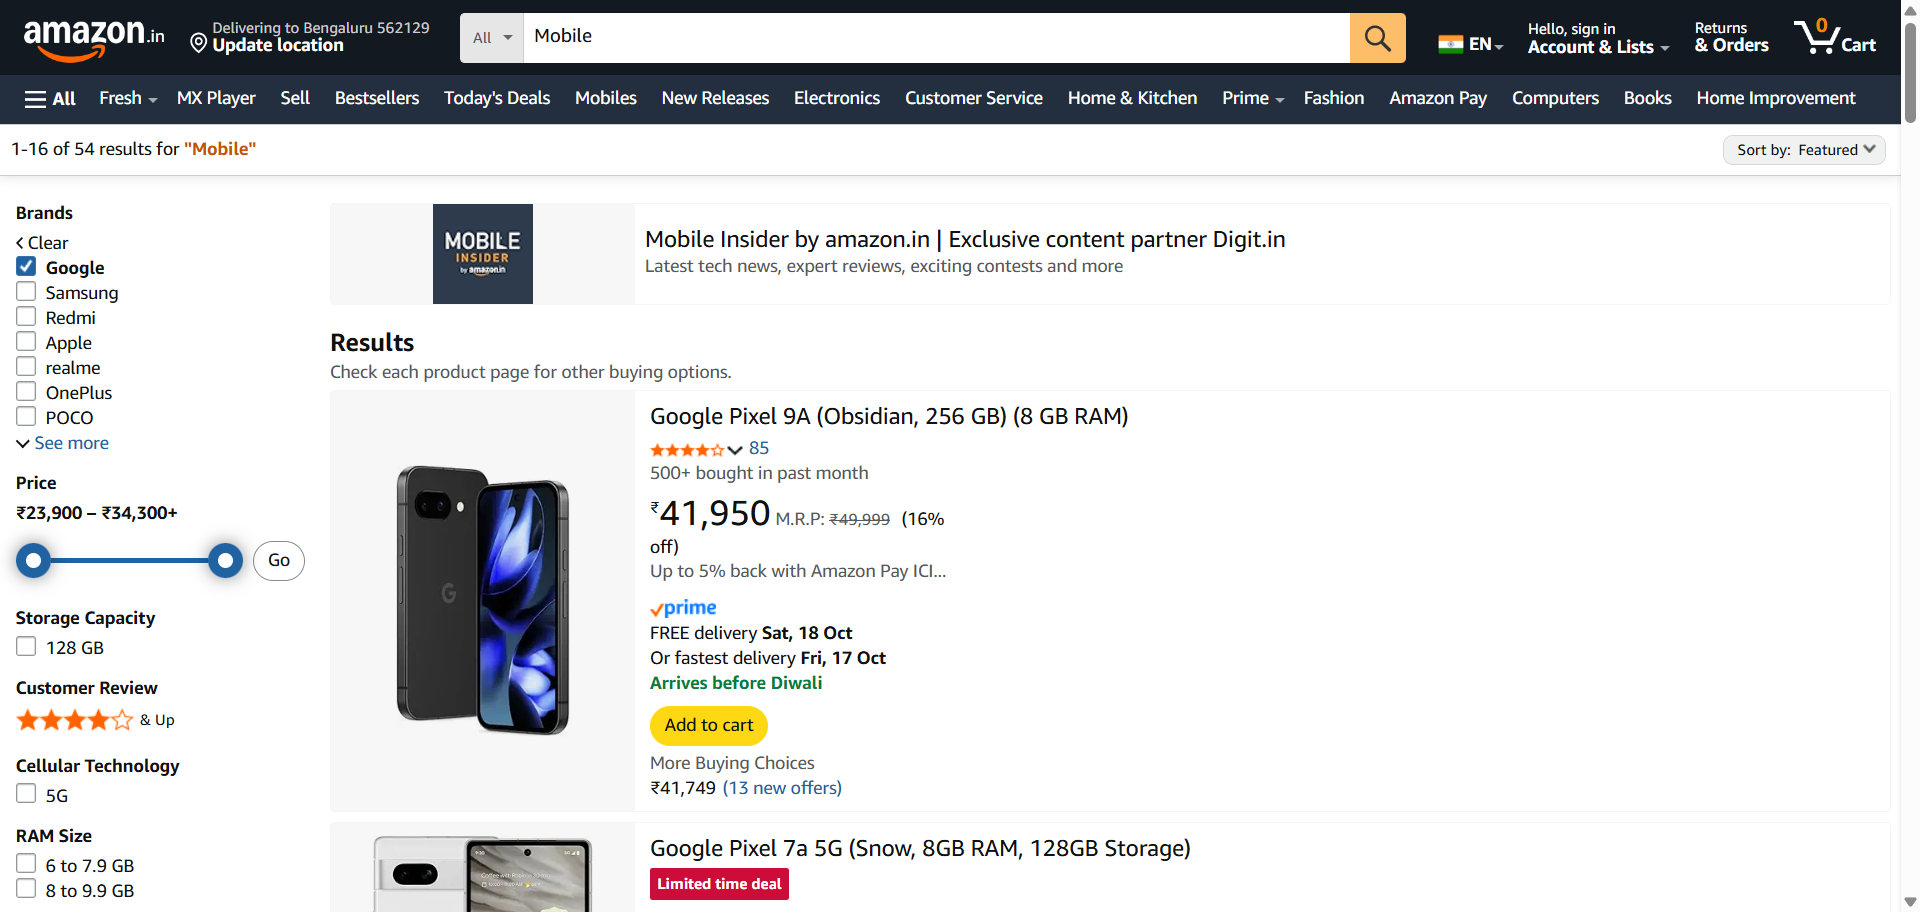 amazon.in
Delivering to Bengaluru 562129
Update location
All
Mobile
EN
Hello, sign in
Account & Lists
Returns
& Orders
0
Cart
All
Fresh
MX Player
Sell
Bestsellers
Today's Deals
Mobiles
New Releases
Electronics
Customer Service
Home & Kitchen
Prime
Fashion
Amazon Pay
Computers
Books
Home Improvement
1-16 of 54 results for "Mobile"
Sort by: Featured
Brands
Clear
Google
Samsung
Redmi
Apple
realme
OnePlus
POCO
See more
Price
₹23,900 – ₹34,300+
Go
Storage Capacity
128 GB
Customer Review
& Up
Cellular Technology
5G
RAM Size
6 to 7.9 GB
8 to 9.9 GB
MOBILE
INSIDER
by amazon.in
Mobile Insider by amazon.in | Exclusive content partner Digit.in
Latest tech news, expert reviews, exciting contests and more
Results
Check each product page for other buying options.
G
Google Pixel 9A (Obsidian, 256 GB) (8 GB RAM)
85
500+ bought in past month
₹41,950 M.R.P: ₹49,999 (16%
off)
Up to 5% back with Amazon Pay ICI...
prime
FREE delivery Sat, 18 Oct
Or fastest delivery Fri, 17 Oct
Arrives before Diwali
Add to cart
More Buying Choices
₹41,749 (13 new offers)
Google Pixel 7a 5G (Snow, 8GB RAM, 128GB Storage)
Limited time deal